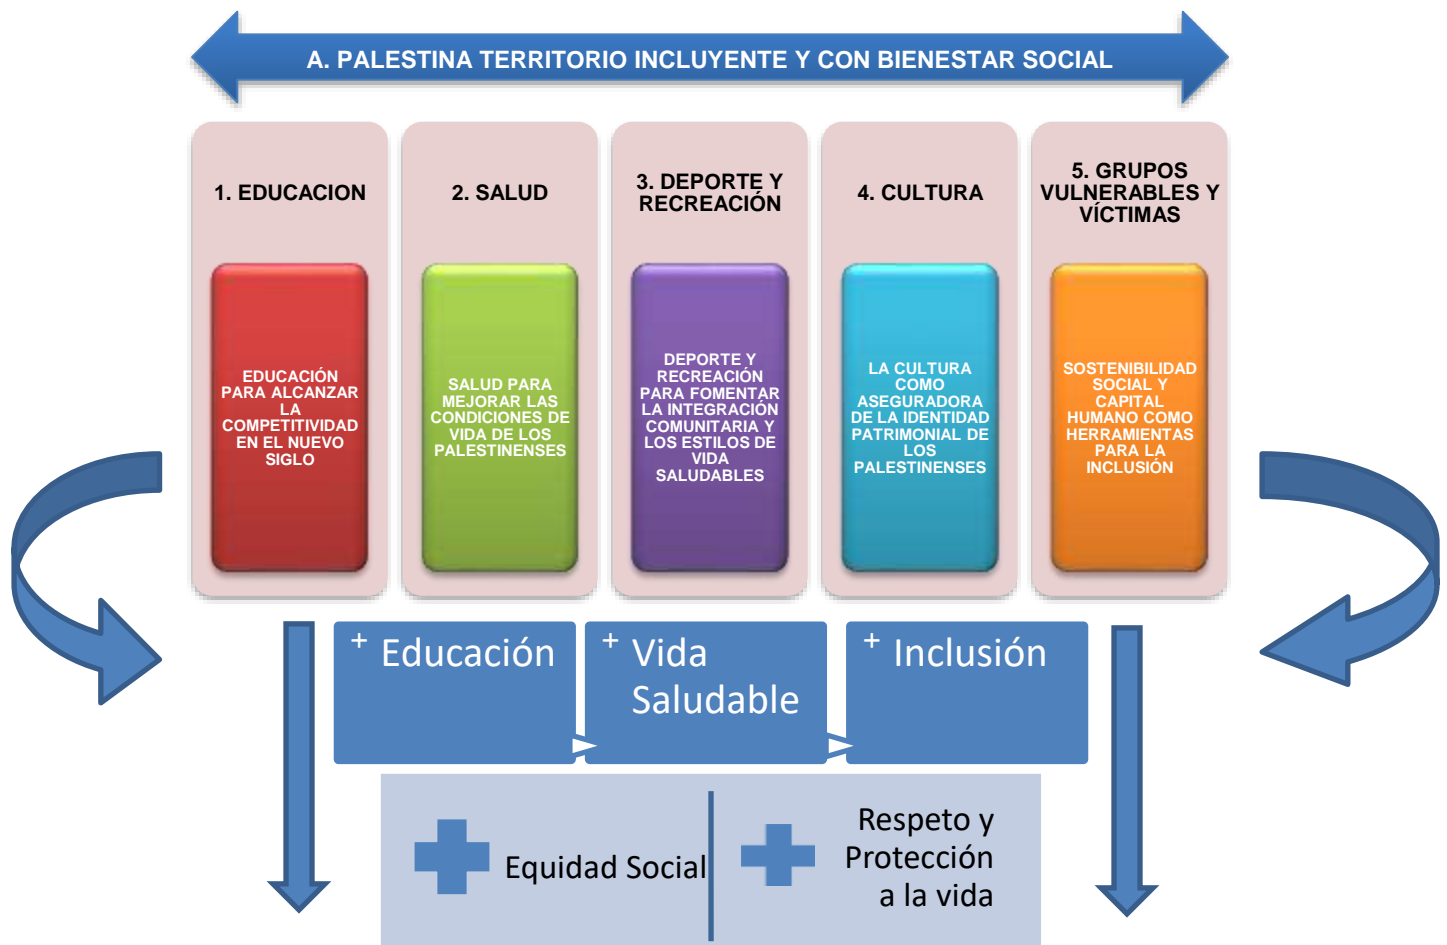 A. PALESTINA TERRITORIO INCLUYENTE Y CON BIENESTAR SOCIAL
1. EDUCACION
2. SALUD
3. DEPORTE Y
RECREACIÓN
4. CULTURA
5. GRUPOS
VULNERABLES Y
VÍCTIMAS
EDUCACIÓN
PARA ALCANZAR
LA
COMPETITIVIDAD
EN EL NUEVO
SIGLO
SALUD PARA
MEJORAR LAS
CONDICIONES DE
VIDA DE LOS
PALESTINENSES
DEPORTE Y
RECREACIÓN
PARA FOMENTAR
LA INTEGRACIÓN
COMUNITARIA Y
LOS ESTILOS DE
VIDA
SALUDABLES
LA CULTURA
COMO
ASEGURADORA
DE LA IDENTIDAD
PATRIMONIAL DE
LOS
PALESTINENSES
SOSTENIBILIDAD
SOCIAL Y
CAPITAL
HUMANO COMO
HERRAMIENTAS
PARA LA
INCLUSIÓN
+ Educación
+ Vida
Saludable
+ Inclusión
Equidad Social
Respeto y
Protección
a la vida